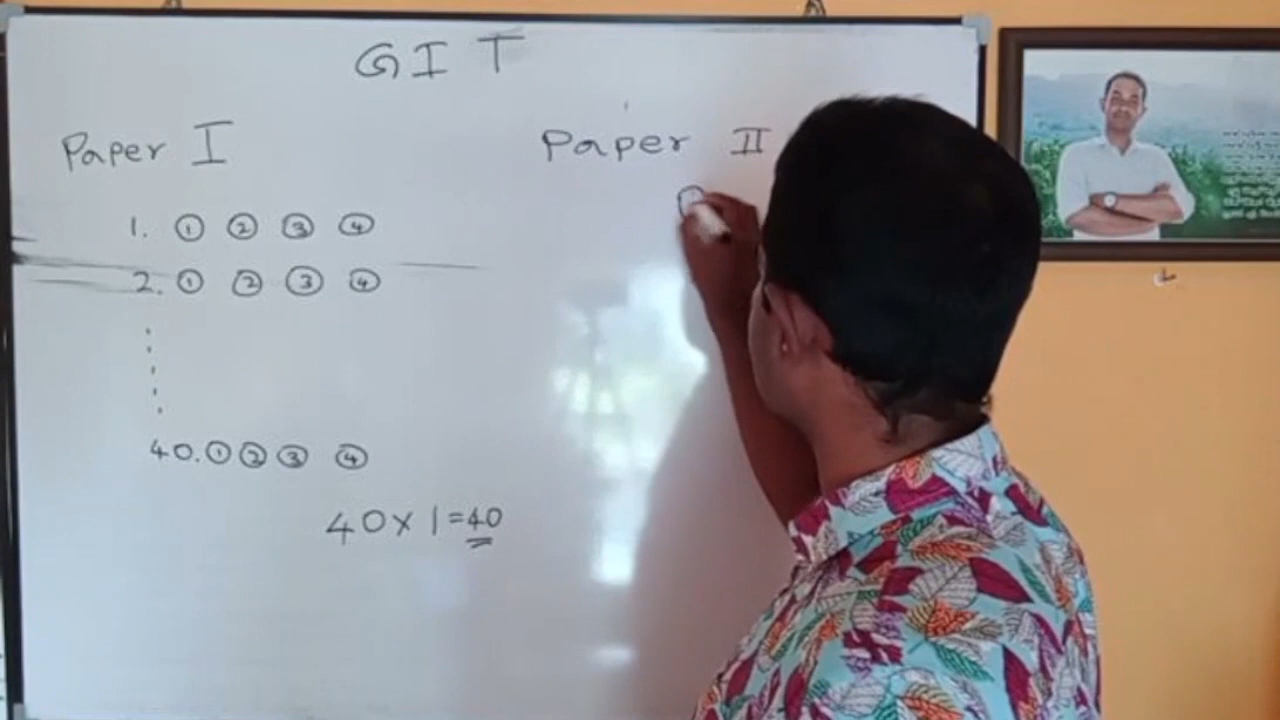 GIT
Paper I
1. ① ② ③ ④
2. ① ② ③ ④
40. ① ② ③ ④
40 x 1 = 40
Paper II